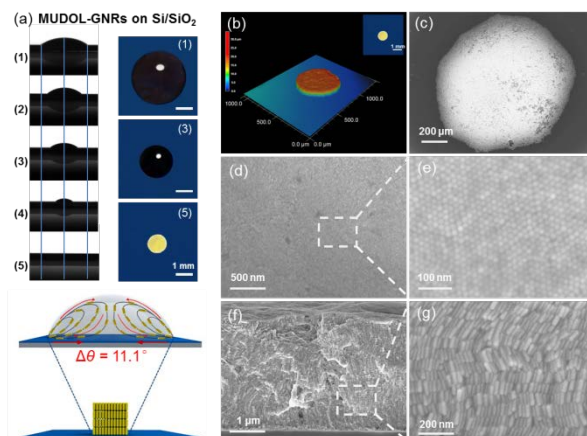 (a) MUDOL-GNRs on Si/SiO₂
(1)
(2)
(3)
(4)
(5)
(1)
(3)
(5)
1 mm
Δθ = 11.1°
(b)
1 mm
1000.0
500.0
0.0 μm
0.0 μm
500.0
1000.0
(c)
200 μm
(d)
500 nm
(e)
100 nm
(f)
1 μm
(g)
200 nm